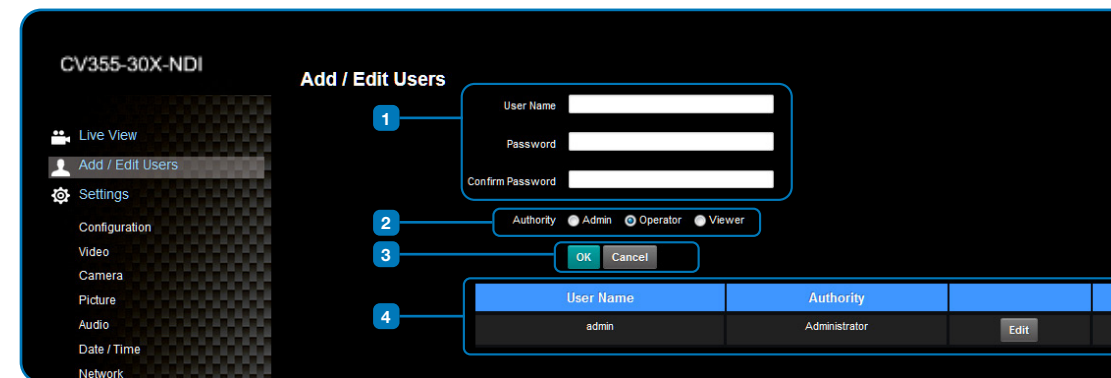 CV355-30X-NDI
Live View
Add / Edit Users
Settings
Configuration
Video
Camera
Picture
Audio
Date / Time
Network
Add / Edit Users
1
User Name
Password
Confirm Password
2
Authority Admin Operator Viewer
3
OK Cancel
4
User Name Authority
admin Administrator Edit